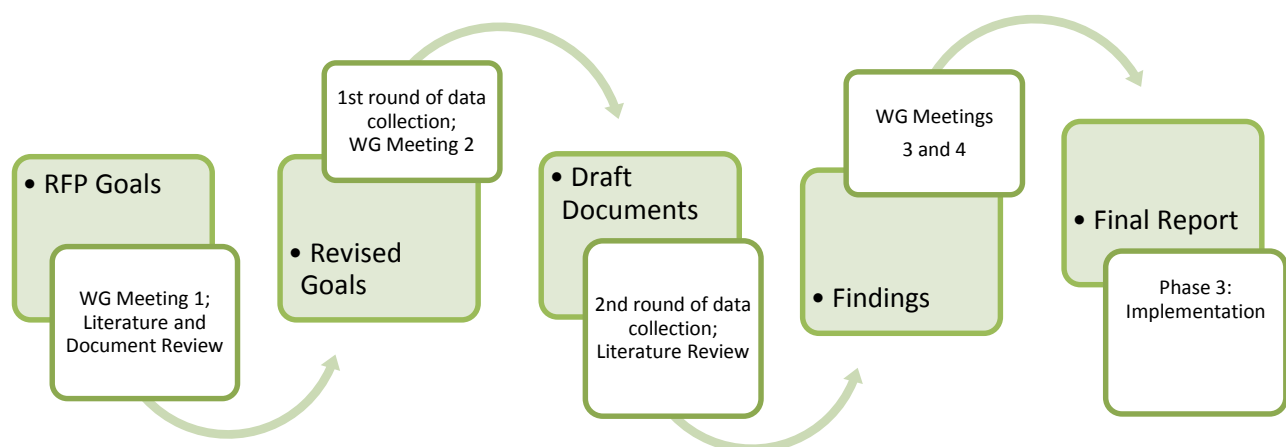 • RFP Goals
WG Meeting 1;
Literature and
Document Review
1st round of data
collection;
WG Meeting 2
• Revised
Goals
• Draft
Documents
2nd round of data
collection;
Literature Review
WG Meetings
3 and 4
• Findings
• Final Report
Phase 3:
Implementation